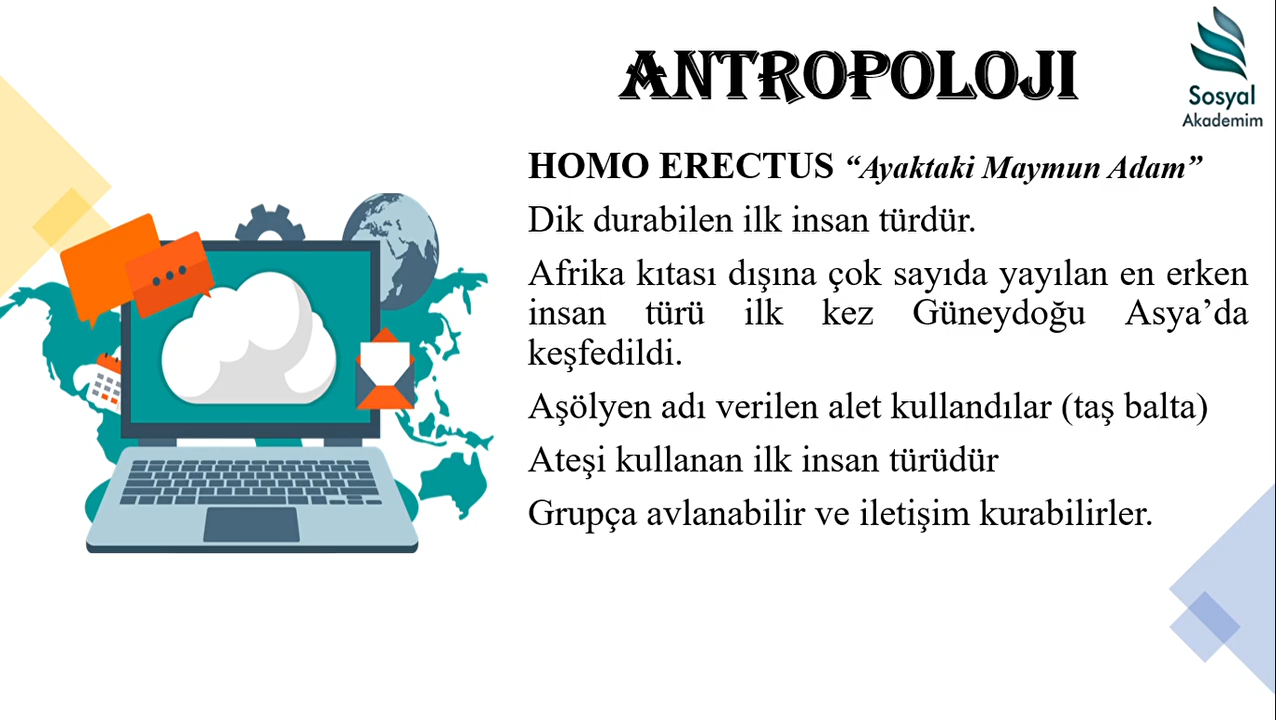 ANTROPOLOJI
Sosyal
Akademim
HOMO ERECTUS “Ayaktaki Maymun Adam”
Dik durabilen ilk insan türdür.
Afrika kıtası dışına çok sayıda yayılan en erken
insan türü ilk kez Güneydoğu Asya’da
keşfedildi.
Aşölyen adı verilen alet kullandılar (taş balta)
Ateşi kullanan ilk insan türüdür
Grupça avlanabilir ve iletişim kurabilirler.